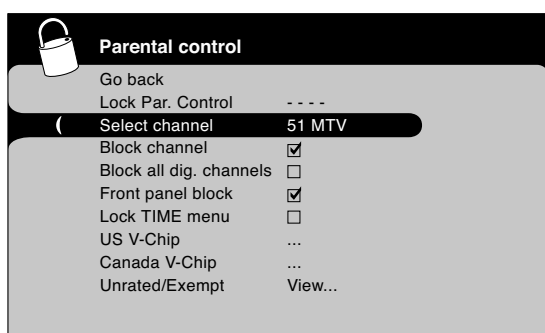 Parental control
Go back
Lock Par. Control - - - -
Select channel 51 MTV
Block channel ☑
Block all dig. channels ☐
Front panel block ☑
Lock TIME menu ☐
US V-Chip ...
Canada V-Chip ...
Unrated/Exempt View...